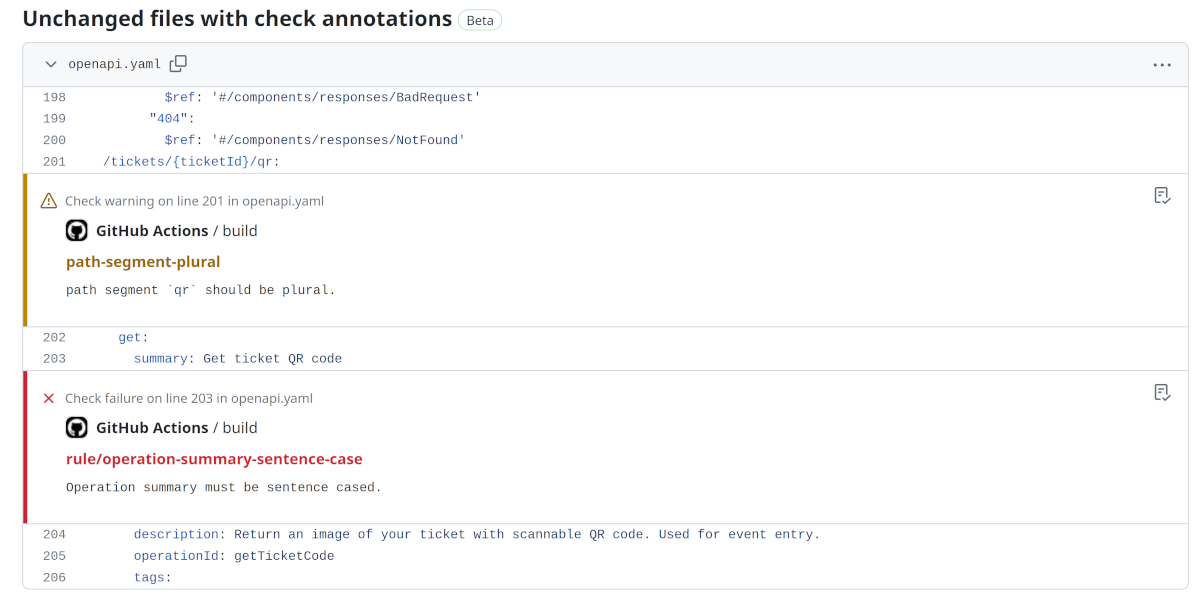 Unchanged files with check annotations Beta
openapi.yaml
198 $ref: '#/components/responses/BadRequest'
199 "404":
200 $ref: '#/components/responses/NotFound'
201 /tickets/{ticketId}/qr:
Check warning on line 201 in openapi.yaml
GitHub Actions / build
path-segment-plural
path segment `qr` should be plural.
202 get:
203 summary: Get ticket QR code
Check failure on line 203 in openapi.yaml
GitHub Actions / build
rule/operation-summary-sentence-case
Operation summary must be sentence cased.
204 description: Return an image of your ticket with scannable QR code. Used for event entry.
205 operationId: getTicketCode
206 tags: